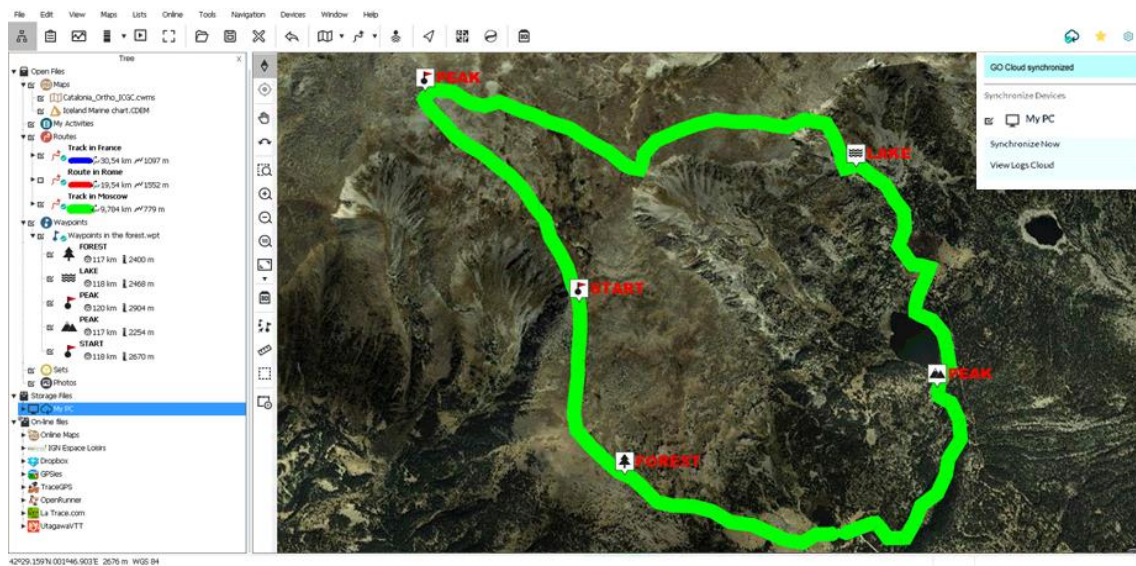 File Edit View Maps Lists Online Tools Navigation Devices Window Help
Tree X
Open Files
Maps
Catalonia_Ortho_ICGC.cwms
Iceland Marine chart.CDEM
My Activities
Routes
Track in France
30,54 km 1097 m
Route in Rome
19,54 km 1552 m
Track in Moscow
9,784 km 779 m
Waypoints
Waypoints in the forest.wpt
FOREST
117 km 2400 m
LAKE
118 km 2468 m
PEAK
120 km 2904 m
PEAK
117 km 2254 m
START
118 km 2670 m
Sets
Photos
Storage Files
My PC
On-line files
Online Maps
IGN Espace Loisirs
Dropbox
GPSies
TraceGPS
OpenRunner
La Trace.com
UtagawaVTT
PEAK
LAKE
START
PEAK
FOREST
GO Cloud synchronized
Synchronize Devices
My PC
Synchronize Now
View Logs Cloud
42º29.159'N.001º46.903'E 2676 m WGS 84